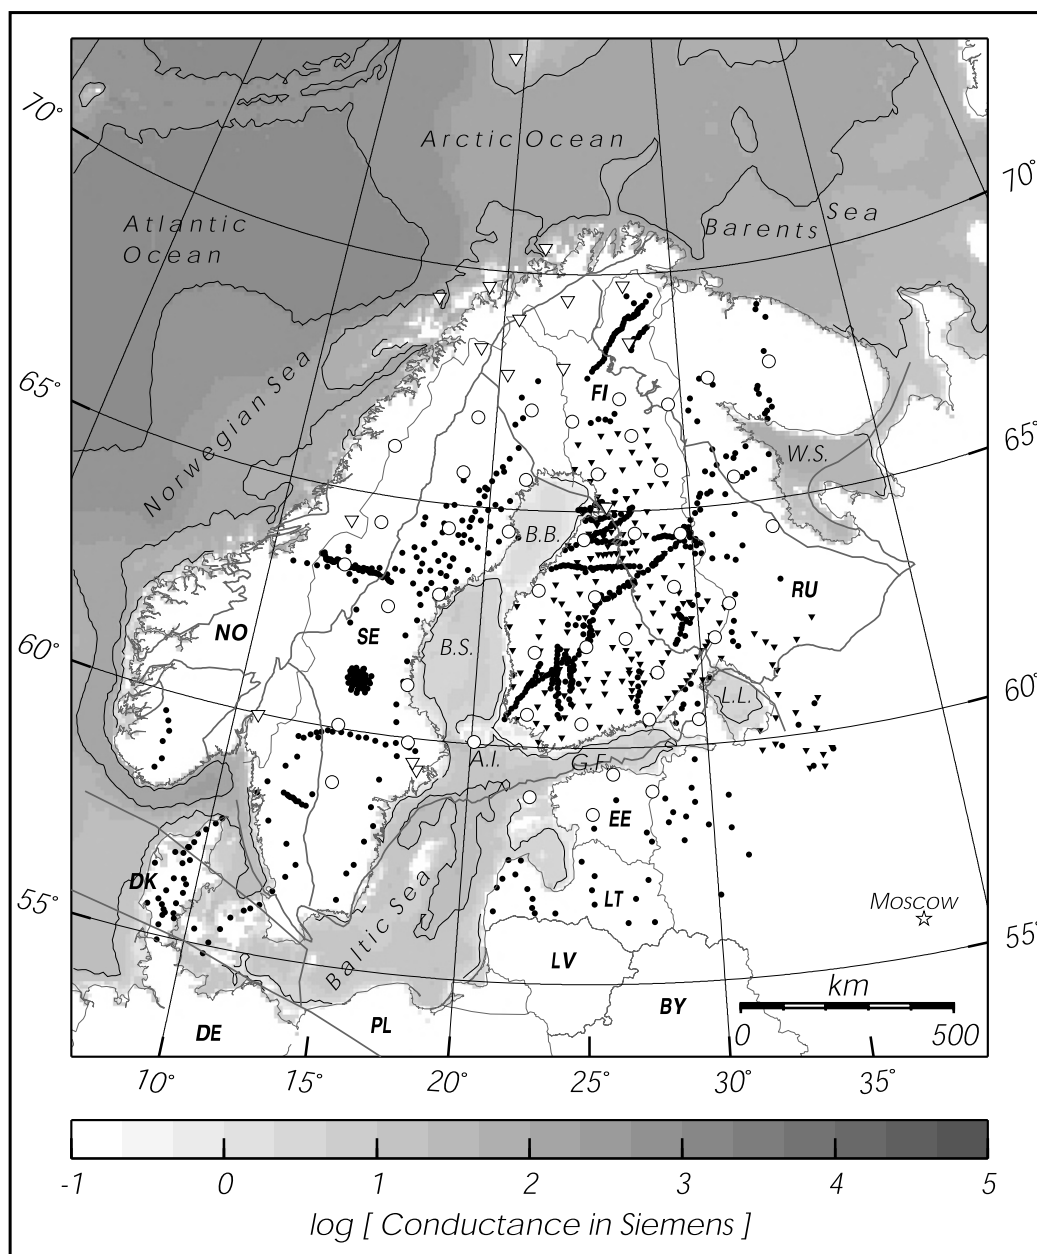 70°
Arctic Ocean
70°
Sea
Barents
Atlantic
Ocean
65°
Norwegian Sea
FI
65°
W.S.
B.B.
RU
NO
SE
B.S.
60°
60°
L.L.
A.I.
G.F.
EE
DK
LT
Moscow
55°
Baltic Sea
55°
LV
km
BY
PL
DE
0
500
10°
15°
20°
25°
30°
35°
-1
0
1
2
3
4
5
log [ Conductance in Siemens ]